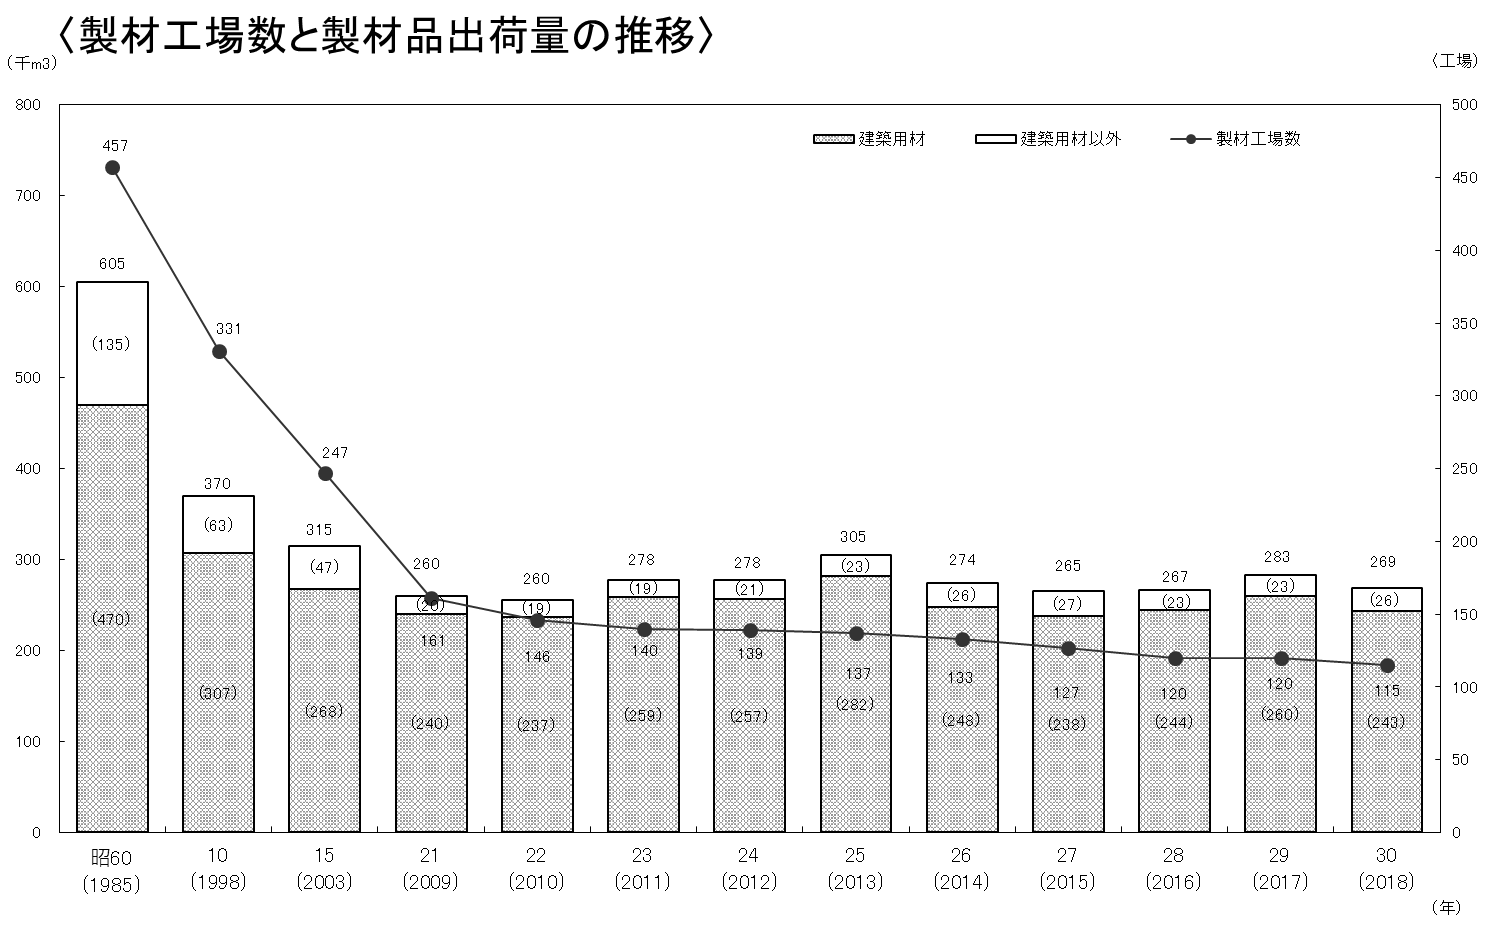 〈製材工場数と製材品出荷量の推移〉
（千m3） 〈工場）
建築用材 建築用材以外 製材工場数
800
700
600
500
400
300
200
100
0
500
450
400
350
300
250
200
150
100
50
0
457 331 247 161 146 140 139 137 133 127 120 120 115
605 370 315 260 260 278 278 305 274 265 267 283 269
（135） （63） （47） （20） （19） （19） （21） （23） （26） （27） （23） （23） （26）
（470） （307） （268） （240） （237） （259） （257） （282） （248） （238） （244） （260） （243）
昭60 10 15 21 22 23 24 25 26 27 28 29 30
（1985） （1998） （2003） （2009） （2010） （2011） （2012） （2013） （2014） （2015） （2016） （2017） （2018）
（年）